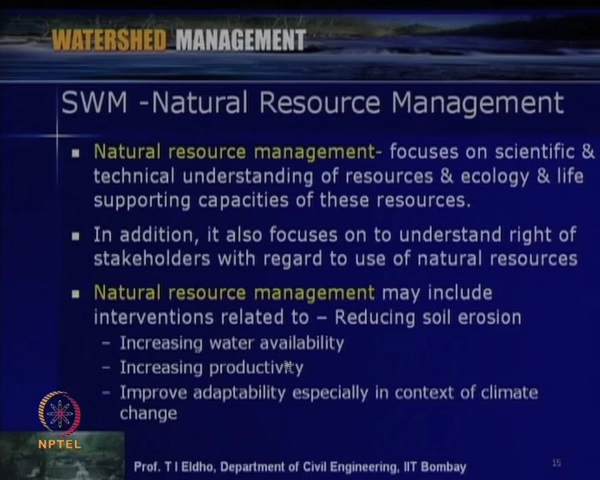 WATERSHED MANAGEMENT
SWM -Natural Resource Management
Natural resource management- focuses on scientific &
technical understanding of resources & ecology & life
supporting capacities of these resources.
In addition, it also focuses on to understand right of
stakeholders with regard to use of natural resources
Natural resource management may include
interventions related to – Reducing soil erosion
– Increasing water availability
– Increasing productivity
– Improve adaptability especially in context of climate
change
NPTEL
Prof. T I Eldho, Department of Civil Engineering, IIT Bombay
15